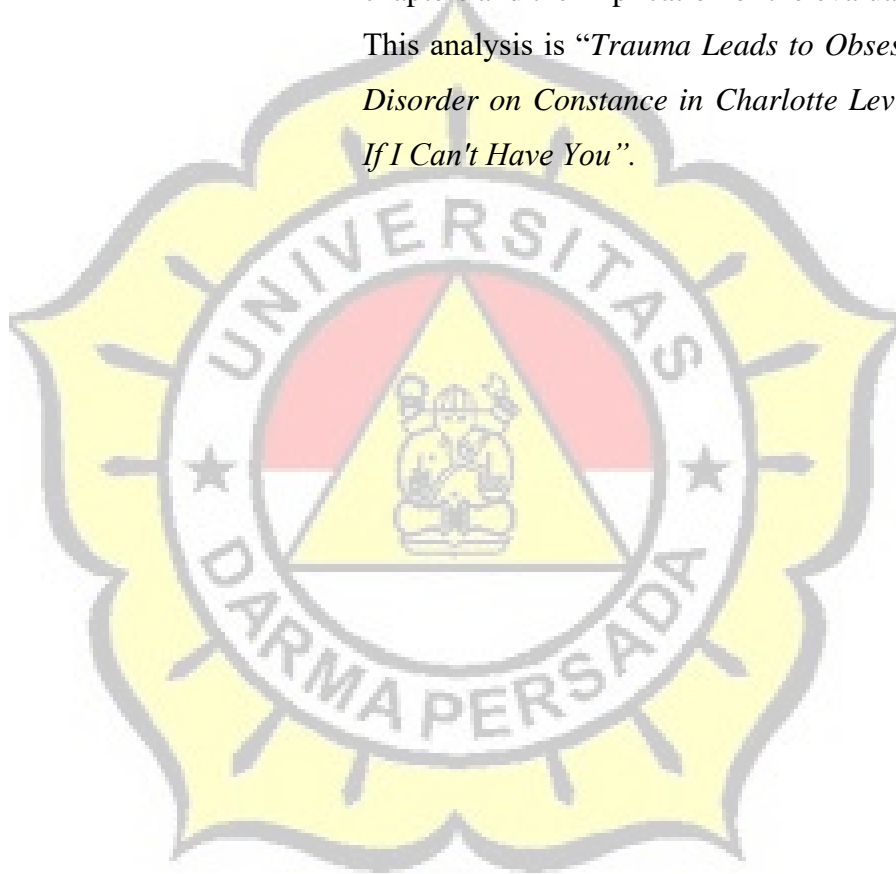 This analysis is “Trauma Leads to Obses
Disorder on Constance in Charlotte Lev
If I Can't Have You”.
UNIVERSITAS
DARMA PERSADA